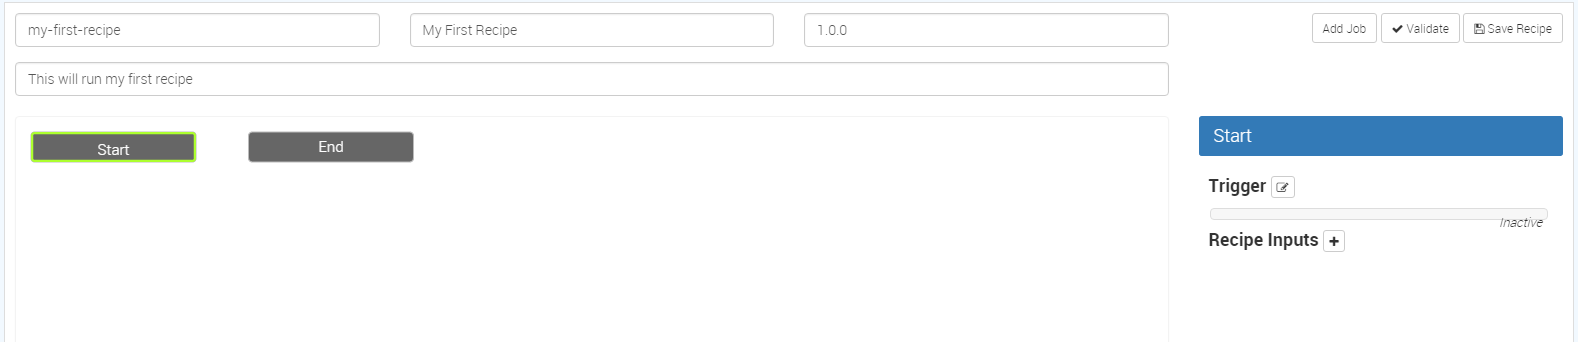 my-first-recipe
My First Recipe
1.0.0
Add Job
Validate
Save Recipe
This will run my first recipe
Start
End
Start
Trigger
Inactive
Recipe Inputs